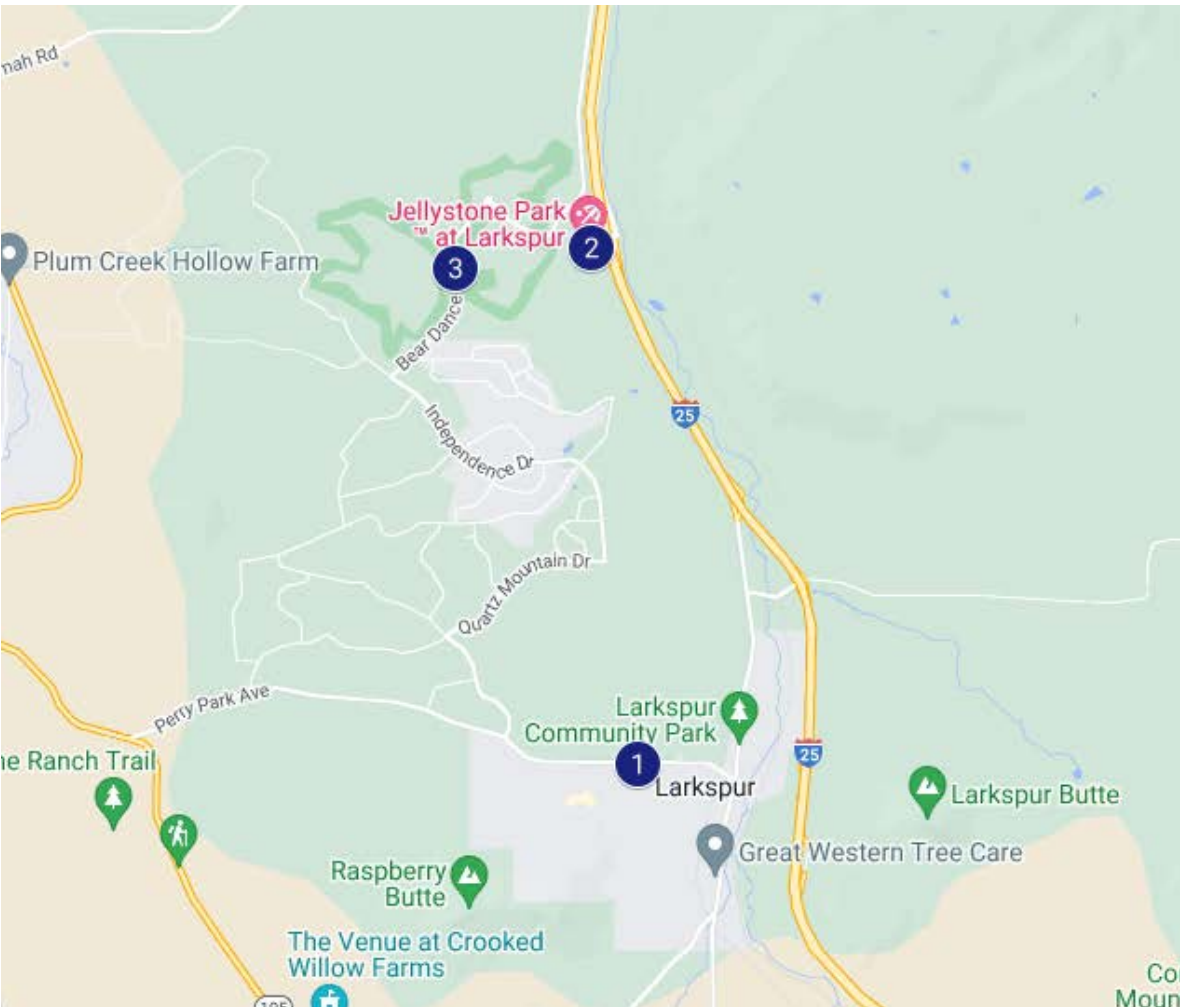 mah Rd
Jellystone Park
™ at Larkspur
2
3
Plum Creek Hollow Farm
Bear Dance
25
Independence Dr
Quartz Mountain Dr
Perry Park Ave
Larkspur
Community Park
1
Larkspur
25
ne Ranch Trail
Larkspur Butte
Great Western Tree Care
Raspberry
Butte
The Venue at Crooked
Willow Farms
105
Co
Moun